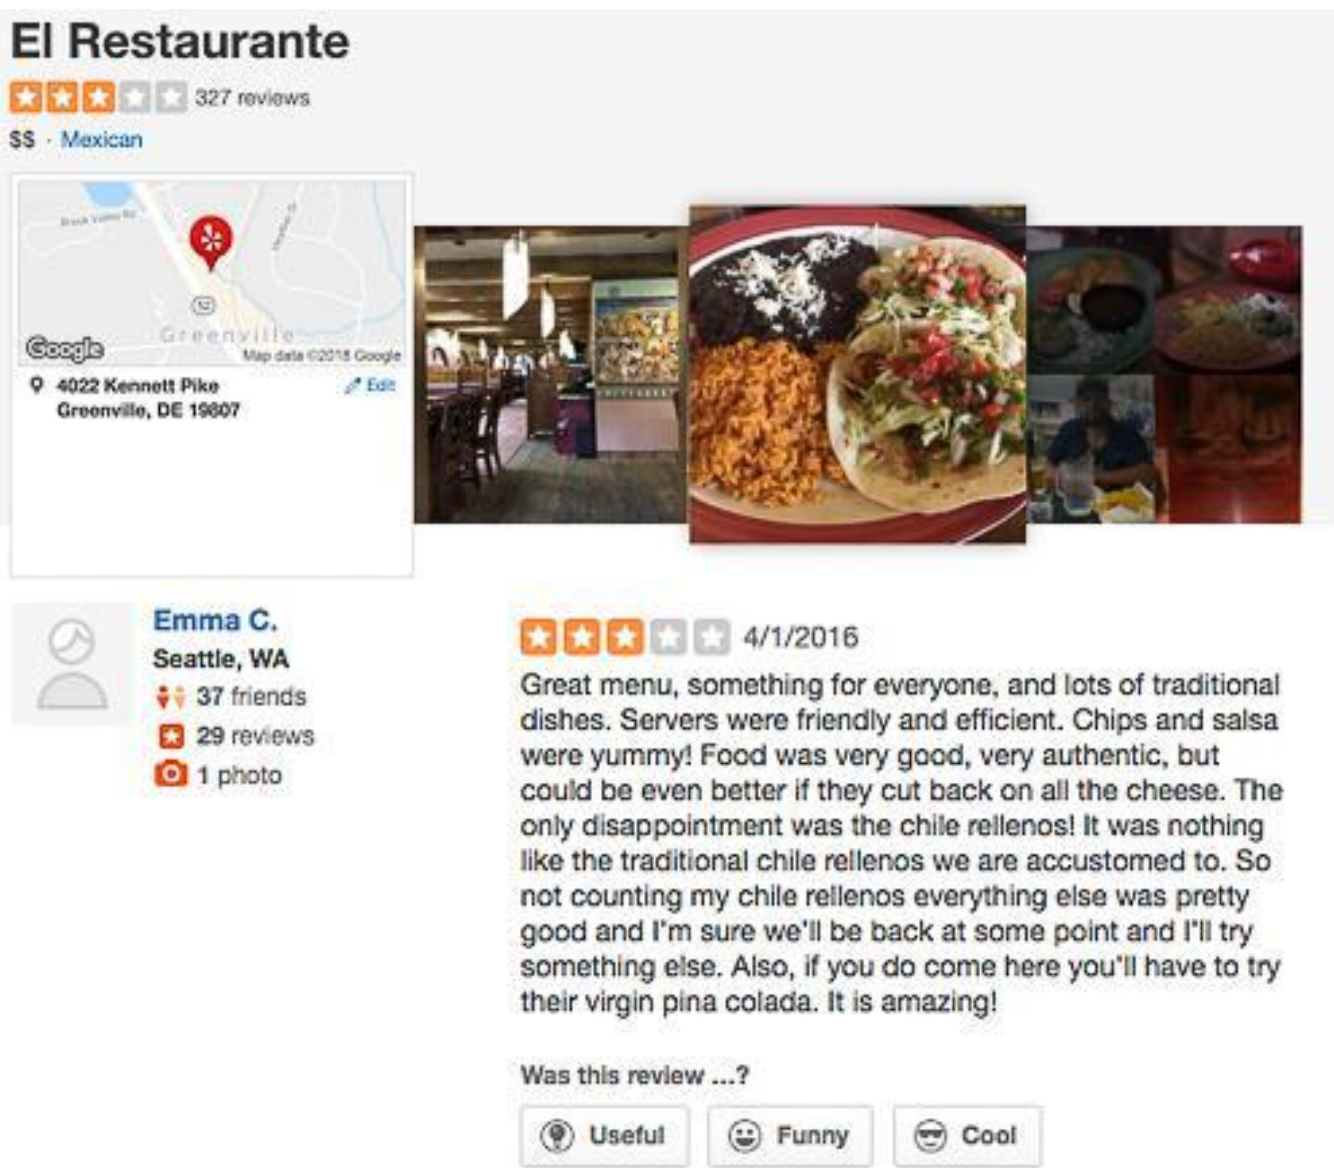 El Restaurante
327 reviews
$$ · Mexican
Google
Greenville
Map data ©2018 Google
4022 Kennett Pike
Edit
Greenville, DE 19807
Emma C.
Seattle, WA
37 friends
29 reviews
1 photo
4/1/2016
Great menu, something for everyone, and lots of traditional
dishes. Servers were friendly and efficient. Chips and salsa
were yummy! Food was very good, very authentic, but
could be even better if they cut back on all the cheese. The
only disappointment was the chile rellenos! It was nothing
like the traditional chile rellenos we are accustomed to. So
not counting my chile rellenos everything else was pretty
good and I'm sure we'll be back at some point and I'll try
something else. Also, if you do come here you'll have to try
their virgin pina colada. It is amazing!
Was this review ...?
Useful
Funny
Cool